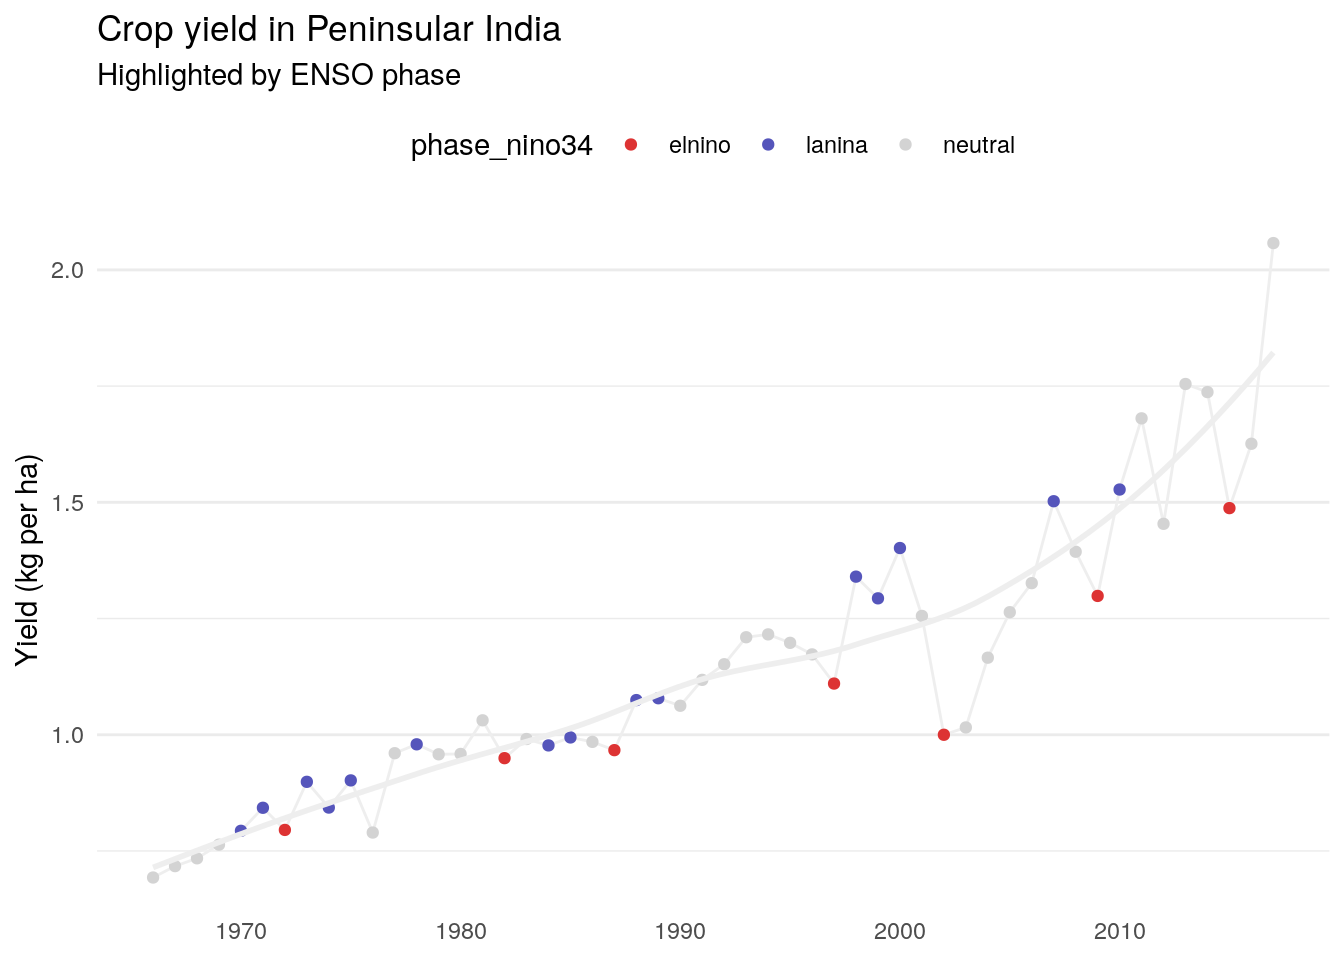 Crop yield in Peninsular India
Highlighted by ENSO phase
phase_nino34 elnino lanina neutral
2.0
1.5
1.0
Yield (kg per ha)
1970 1980 1990 2000 2010